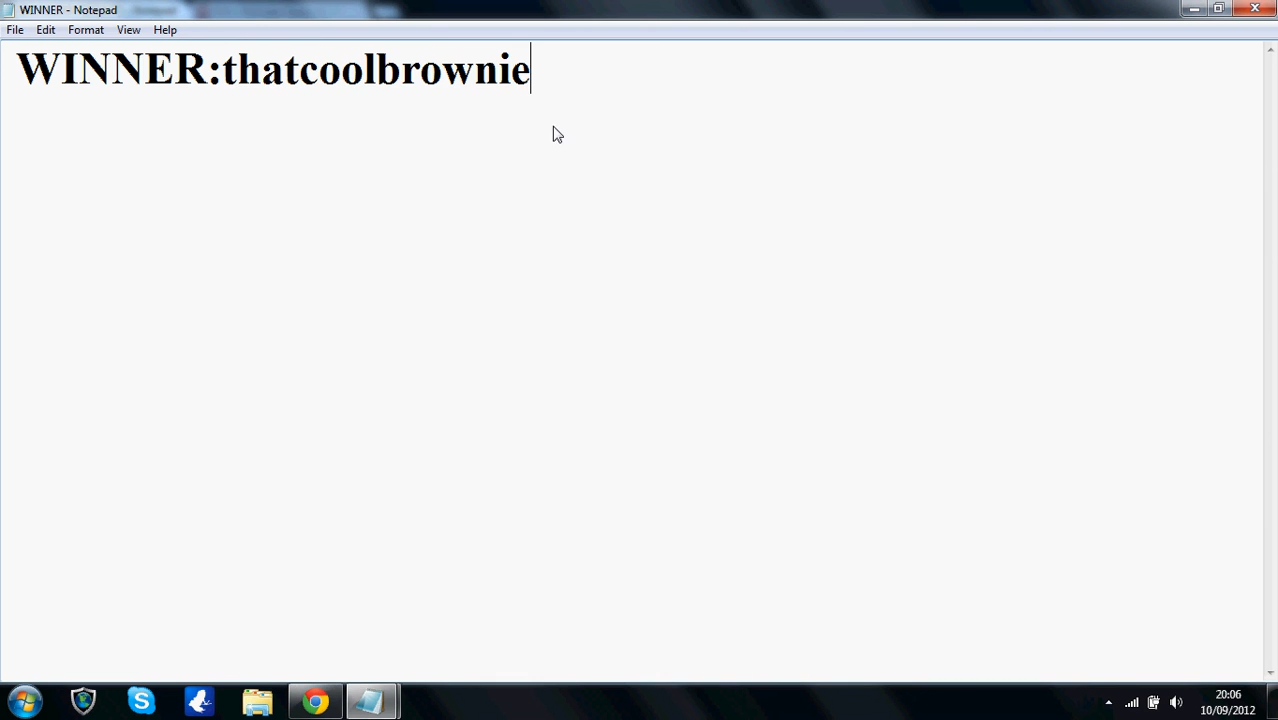 WINNER - Notepad
File Edit Format View Help
WINNER:thatcoolbrownie
20:06
10/09/2012